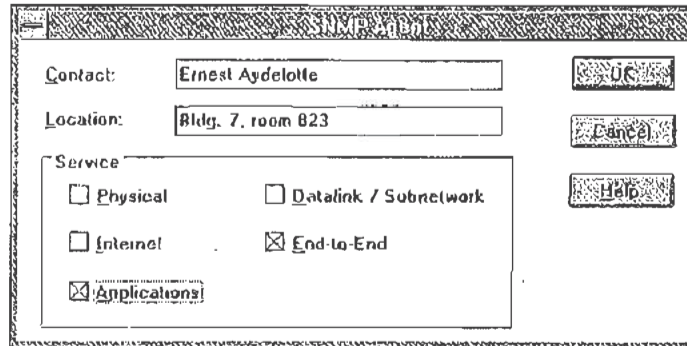 SNMP Agent
Contact: Ernest Aydelotte OK
Location: Bldg. 7, room 823 Cancel
Service Help
Physical Datalink / Subnetwork
Internet End-to-End
Applications